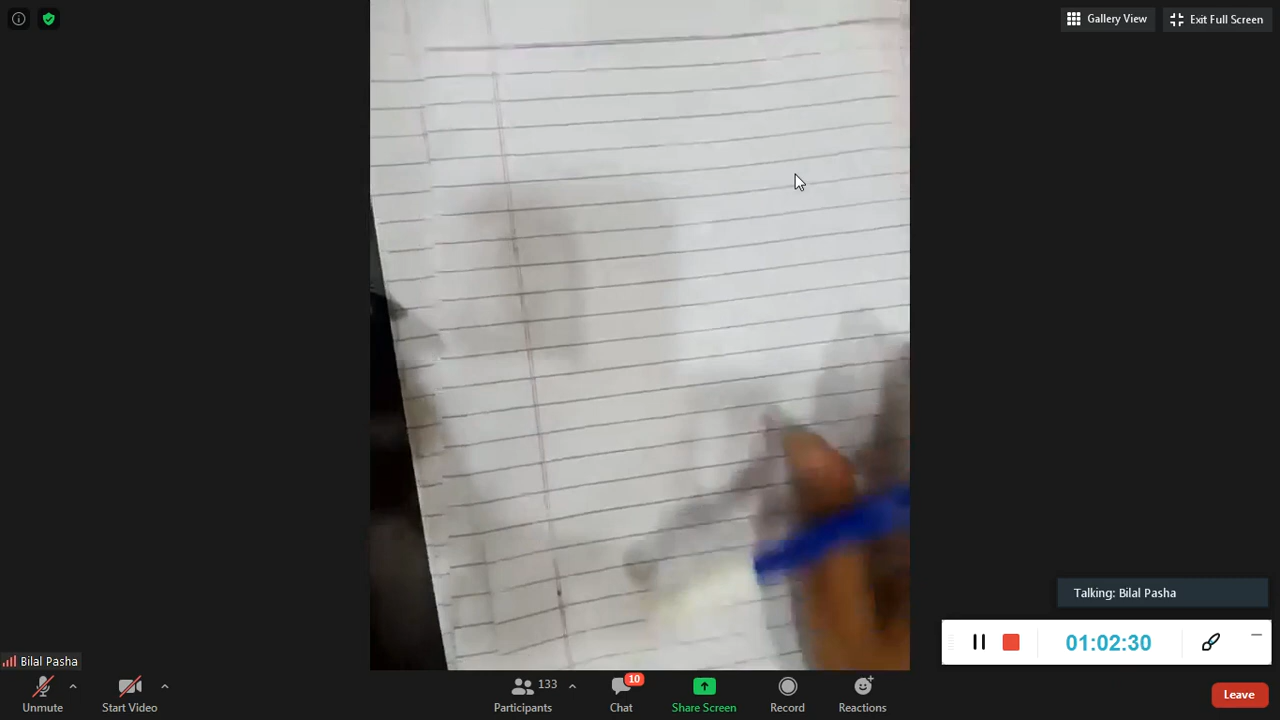 Gallery View
Exit Full Screen
Talking: Bilal Pasha
01:02:30
Bilal Pasha
Unmute
Start Video
133
Participants
10
Chat
Share Screen
Record
Reactions
Leave